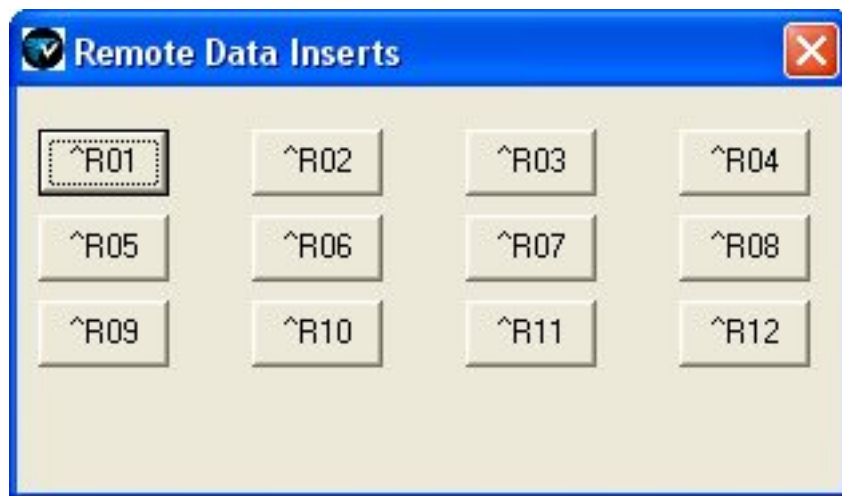 Remote Data Inserts
^R01 ^R02 ^R03 ^R04
^R05 ^R06 ^R07 ^R08
^R09 ^R10 ^R11 ^R12